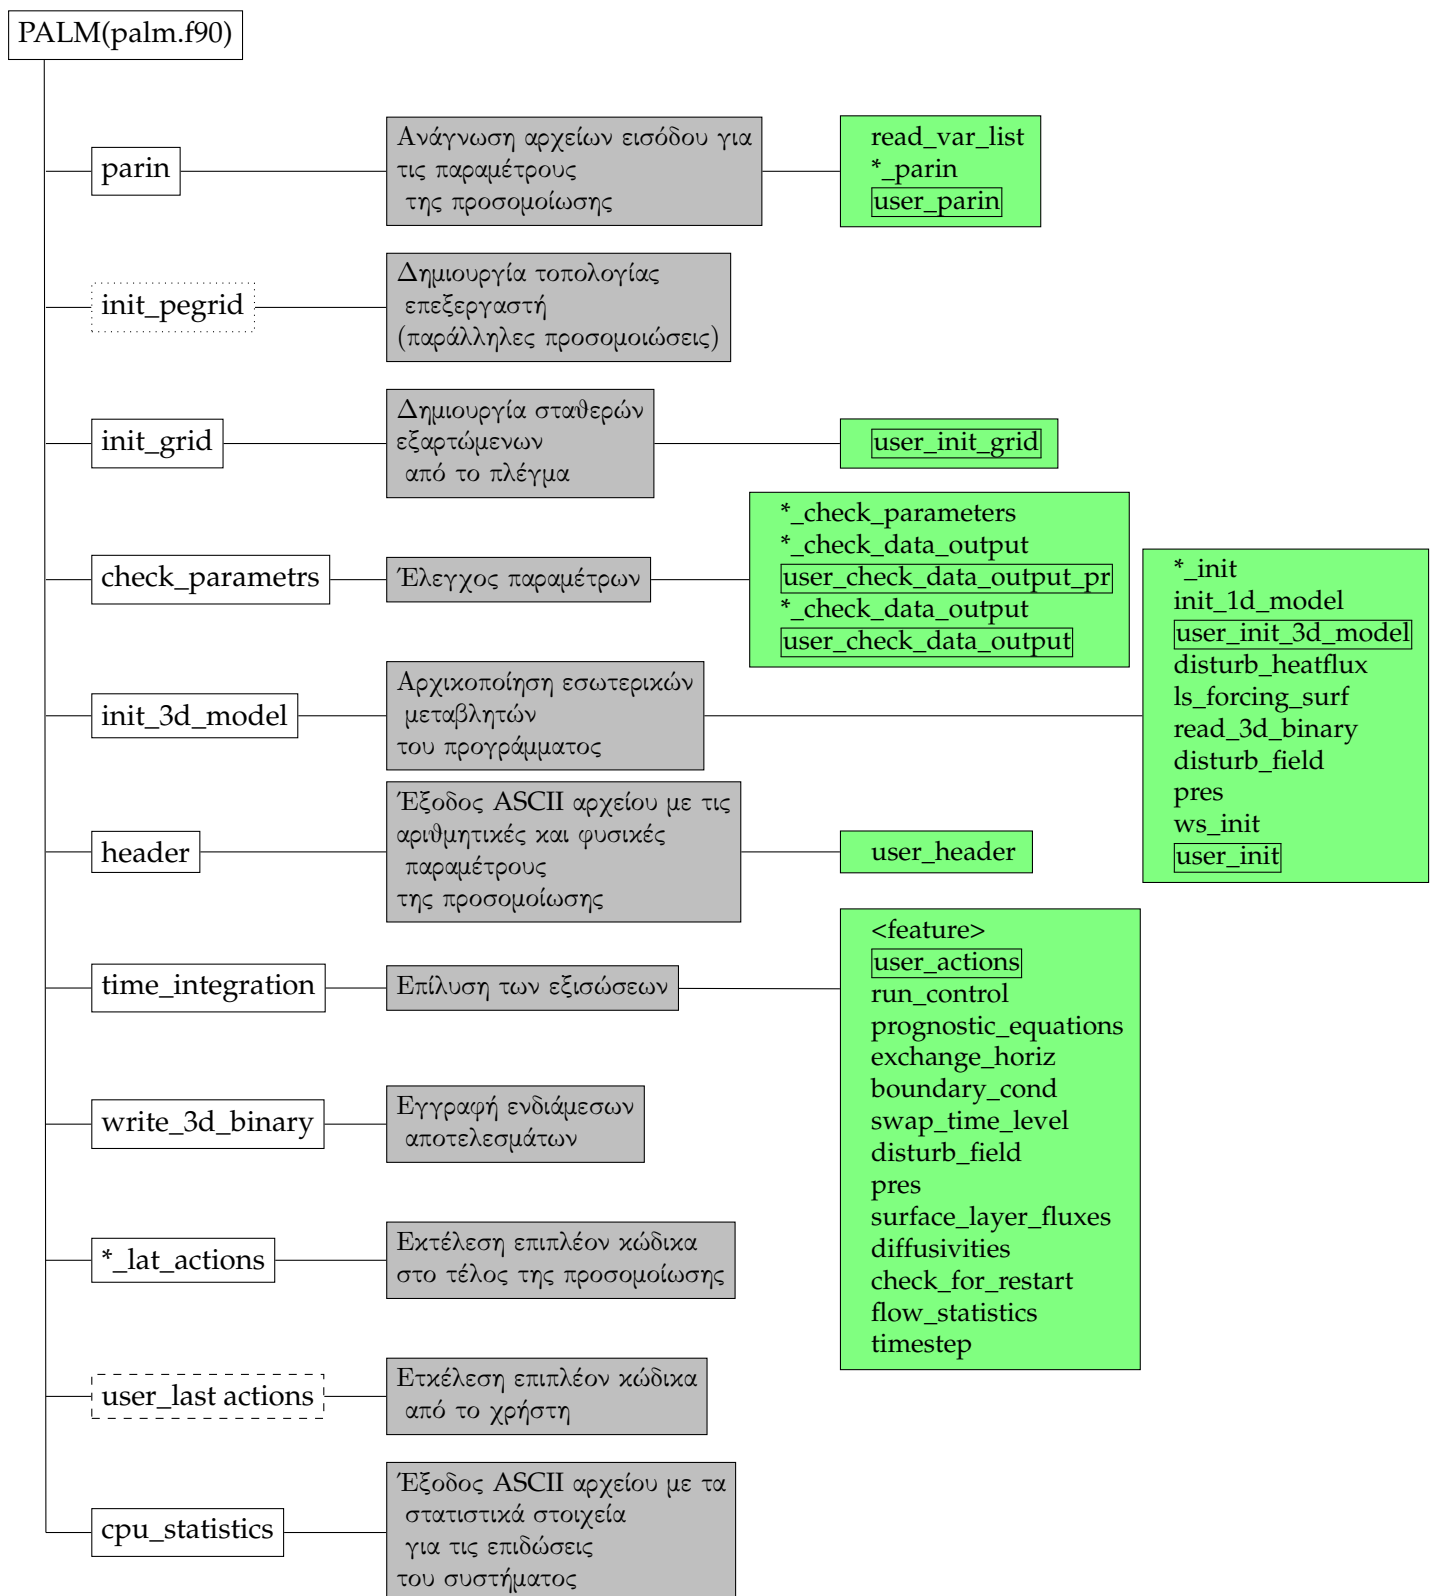 PALM(palm.f90)
parin
Ανάγνωση αρχείων εισόδου για
τις παραμέτρους
της προσομοίωσης
read_var_list
*_parin
user_parin
init_pegrid
Δημιουργία τοπολογίας
επεξεργαστή
(παράλληλες προσομοιώσεις)
init_grid
Δημιουργία σταθερών
εξαρτώμενων
από το πλέγμα
user_init_grid
check_parametrs
Έλεγχος παραμέτρων
*_check_parameters
*_check_data_output
user_check_data_output_pr
*_check_data_output
user_check_data_output
init_3d_model
Αρχικοποίηση εσωτερικών
μεταβλητών
του προγράμματος
*_init
init_1d_model
user_init_3d_model
disturb_heatflux
ls_forcing_surf
read_3d_binary
disturb_field
pres
ws_init
user_init
header
Έξοδος ASCII αρχείου με τις
αριθμητικές και φυσικές
παραμέτρους
της προσομοίωσης
user_header
time_integration
Επίλυση των εξισώσεων
<feature>
user_actions
run_control
prognostic_equations
exchange_horiz
boundary_cond
swap_time_level
disturb_field
pres
surface_layer_fluxes
diffusivities
check_for_restart
flow_statistics
timestep
write_3d_binary
Εγγραφή ενδιάμεσων
αποτελεσμάτων
*_lat_actions
Εκτέλεση επιπλέον κώδικα
στο τέλος της προσομοίωσης
user_last actions
Ετκέλεση επιπλέον κώδικα
από το χρήστη
cpu_statistics
Έξοδος ASCII αρχείου με τα
στατιστικά στοιχεία
για τις επιδώσεις
του συστήματος